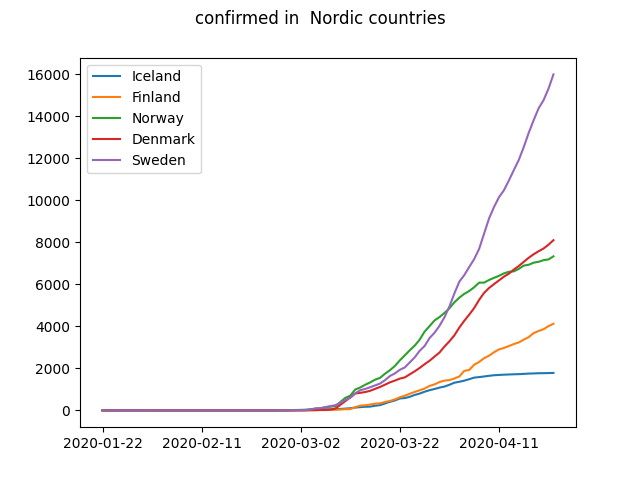 confirmed in  Nordic countries
16000
14000
12000
10000
8000
6000
4000
2000
0
Iceland
Finland
Norway
Denmark
Sweden
2020-01-22 2020-02-11 2020-03-02 2020-03-22 2020-04-11